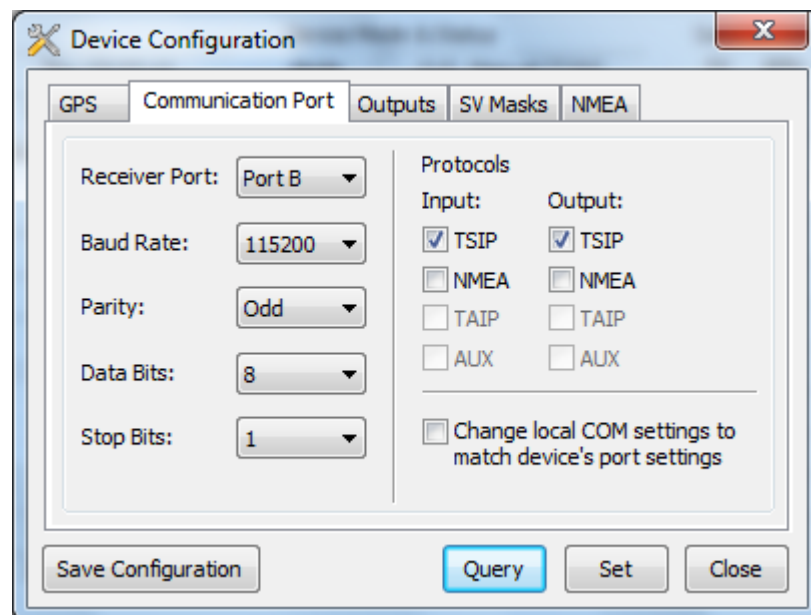 Device Configuration
GPS
Communication Port
Outputs
SV Masks
NMEA
Receiver Port:
Port B
Baud Rate:
115200
Parity:
Odd
Data Bits:
8
Stop Bits:
1
Protocols
Input:
Output:
TSIP
TSIP
NMEA
NMEA
TAIP
TAIP
AUX
AUX
Change local COM settings to
match device's port settings
Save Configuration
Query
Set
Close